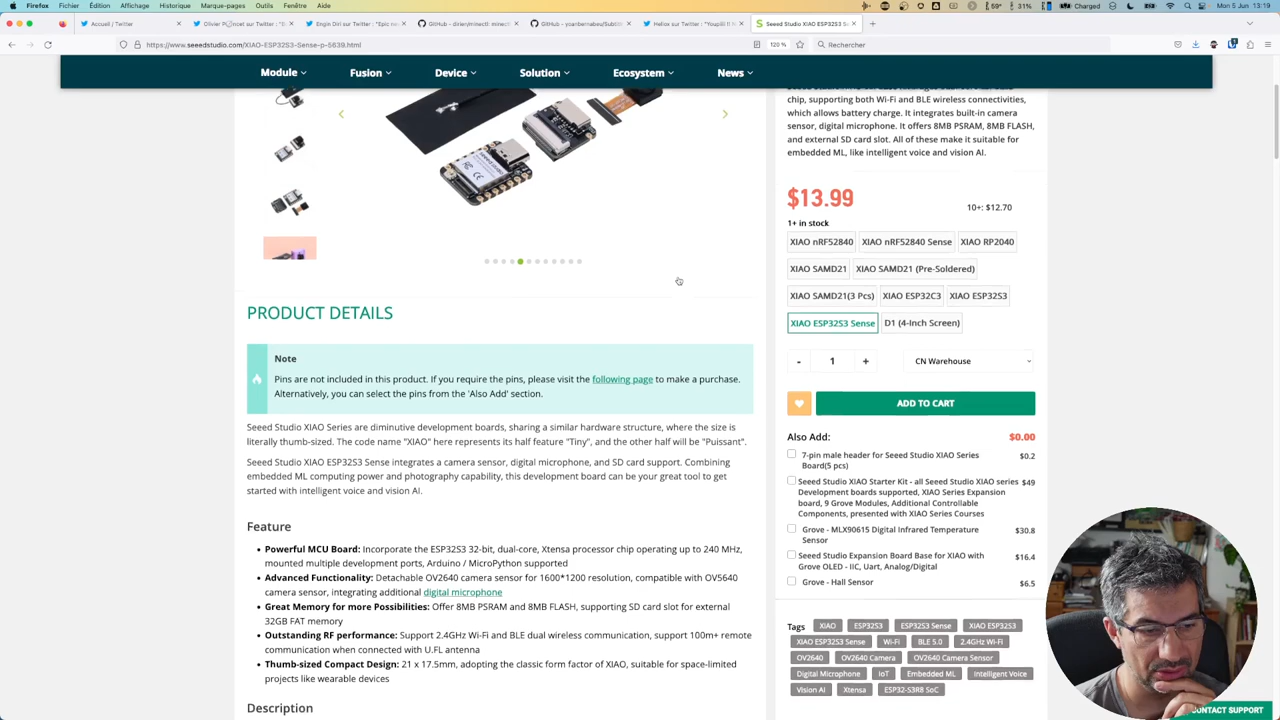 Firefox Fichier Édition Affichage Historique Marque-pages Outils Fenêtre Aide
59° 31% Charged Mon 5 Jun 13:19
Accueil / Twitter
Engin Diri sur Twitter : "Epic ne
Seeed Studio XIAO ESP32S3 Se
https://www.seeedstudio.com/XIAO-ESP32S3-Sense-p-5639.html
120 %
Rechercher
Module Fusion Device Solution Ecosystem News
chip, supporting both Wi-Fi and BLE wireless connectivities,
which allows battery charge. It integrates built-in camera
sensor, digital microphone. It offers 8MB PSRAM, 8MB FLASH,
and external SD card slot. All of these make it suitable for
embedded ML, like intelligent voice and vision AI.
$13.99
10+: $12.70
1+ in stock
XIAO nRF52840 XIAO nRF52840 Sense XIAO RP2040
XIAO SAMD21 XIAO SAMD21 (Pre-Soldered)
XIAO SAMD21(3 Pcs) XIAO ESP32C3 XIAO ESP32S3
XIAO ESP32S3 Sense D1 (4-Inch Screen)
- 1 + CN Warehouse
ADD TO CART
Also Add: $0.00
7-pin male header for Seeed Studio XIAO Series
Board(5 pcs)
$0.2
Seeed Studio XIAO Starter Kit - all Seeed Studio XIAO series
Development boards supported, XIAO Series Expansion
board, 9 Grove Modules, Additional Controllable
Components, presented with XIAO Series Courses
$49
Grove - MLX90615 Digital Infrared Temperature
Sensor
$30.8
Seeed Studio Expansion Board Base for XIAO with
Grove OLED - IIC, Uart, Analog/Digital
$16.4
Grove - Hall Sensor
$6.5
Tags XIAO ESP32S3 ESP32S3 Sense XIAO ESP32S3
XIAO ESP32S3 Sense Wi-Fi BLE 5.0 2.4GHz Wi-Fi
OV2640 OV2640 Camera OV2640 Camera Sensor
Digital Microphone IoT Embedded ML Intelligent Voice
Vision AI Xtensa ESP32-S3R8 SoC
CONTACT SUPPORT
PRODUCT DETAILS
Note
Pins are not included in this product. If you require the pins, please visit the following page to make a purchase.
Alternatively, you can select the pins from the 'Also Add' section.
Seeed Studio XIAO Series are diminutive development boards, sharing a similar hardware structure, where the size is
literally thumb-sized. The code name "XIAO" here represents its half feature "Tiny", and the other half will be "Puissant".
Seeed Studio XIAO ESP32S3 Sense integrates a camera sensor, digital microphone, and SD card support. Combining
embedded ML computing power and photography capability, this development board can be your great tool to get
started with intelligent voice and vision AI.
Feature
Powerful MCU Board: Incorporate the ESP32S3 32-bit, dual-core, Xtensa processor chip operating up to 240 MHz,
mounted multiple development ports, Arduino / MicroPython supported
Advanced Functionality: Detachable OV2640 camera sensor for 1600*1200 resolution, compatible with OV5640
camera sensor, integrating additional digital microphone
Great Memory for more Possibilities: Offer 8MB PSRAM and 8MB FLASH, supporting SD card slot for external
32GB FAT memory
Outstanding RF performance: Support 2.4GHz Wi-Fi and BLE dual wireless communication, support 100m+ remote
communication when connected with U.FL antenna
Thumb-sized Compact Design: 21 x 17.5mm, adopting the classic form factor of XIAO, suitable for space-limited
projects like wearable devices
Description